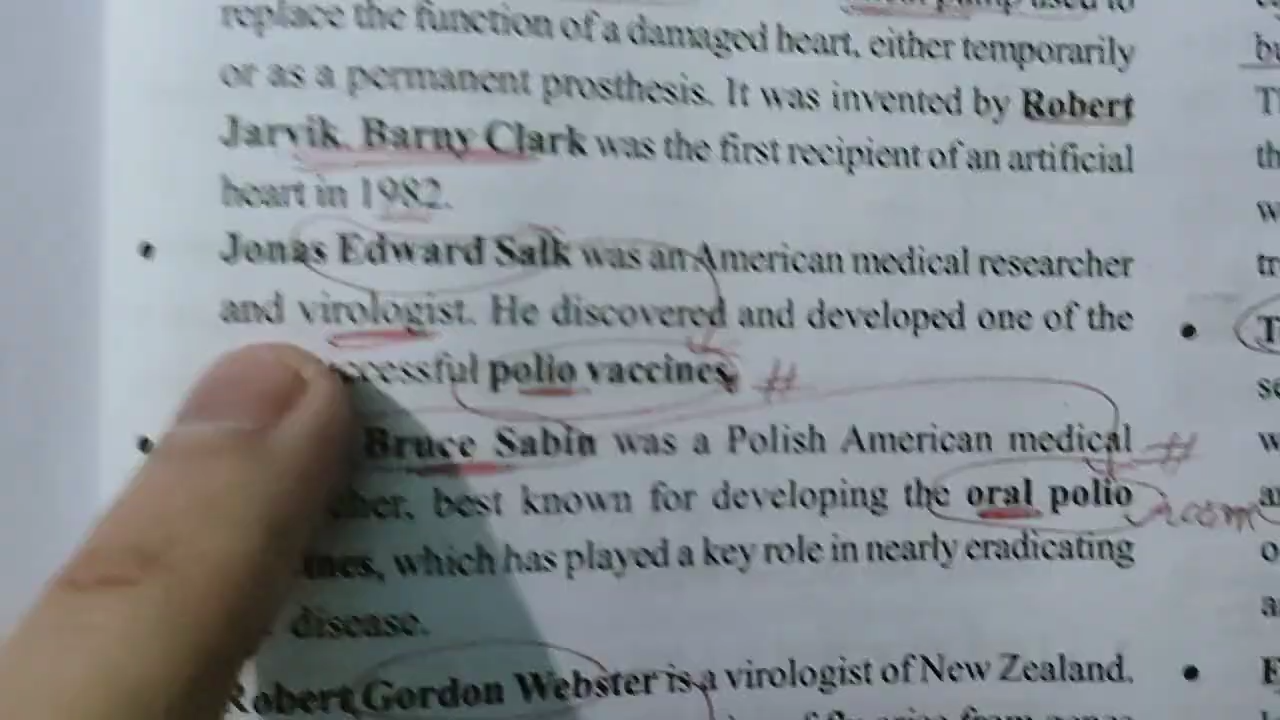 replace the function of a damaged heart, either temporarily
or as a permanent prosthesis. It was invented by Robert
Jarvik. Barny Clark was the first recipient of an artificial
heart in 1982.
• Jonas Edward Salk was an American medical researcher
and virologist. He discovered and developed one of the
polio vaccines. #
• Bruce Sabin was a Polish American medical #
best known for developing the oral polio
which has played a key role in nearly eradicating
disease.
Robert Gordon Webster is a virologist of New Zealand.